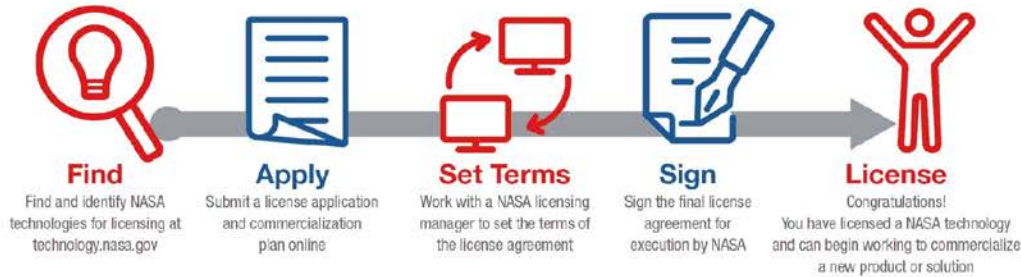 Find
Find and identify NASA
technologies for licensing at
technology.nasa.gov
Apply
Submit a license application
and commercialization
plan online
Set Terms
Work with a NASA licensing
manager to set the terms of
the license agreement
Sign
Sign the final license
agreement for
execution by NASA
License
Congratulations!
You have licensed a NASA technology
and can begin working to commercialize
a new product or solution